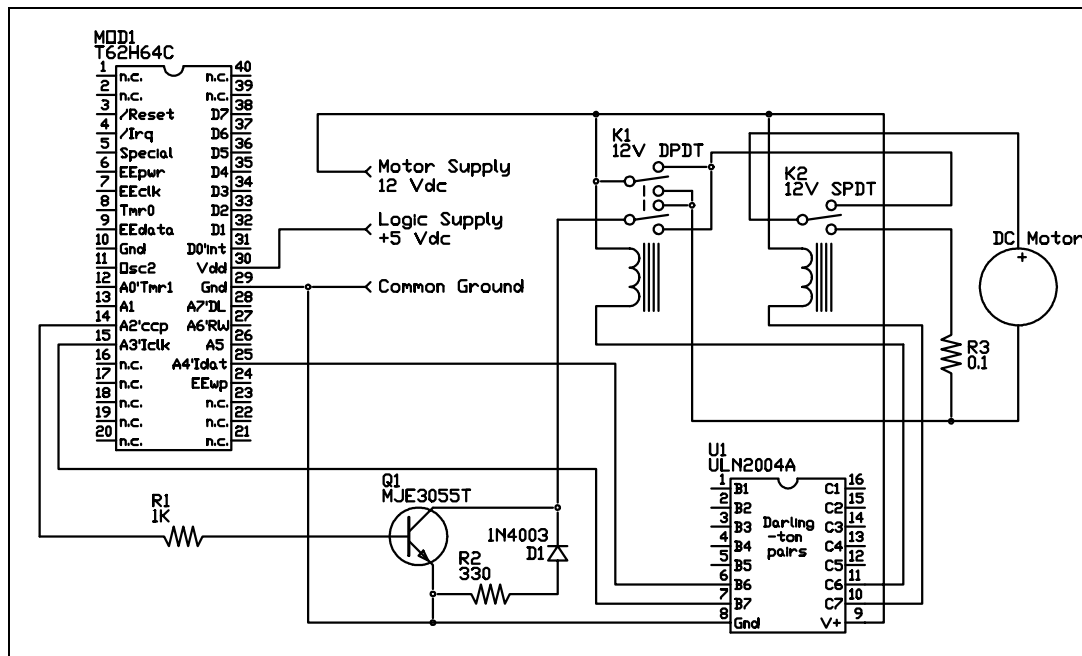 MOD1
T62H64C
1 n.c. n.c. 40
2 n.c. n.c. 39
3 /Reset D7 38
4 /Irq D6 37
5 Special D5 36
6 EEpwr D4 35
7 EEclk D3 34
8 Tmr0 D2 33
9 EEdata D1 32
10 Gnd D0'Int 31
11 Osc2 Vdd 30
12 A0'Tmr1 Gnd 29
13 A1 A7'DL 28
14 A2'ccp A6'RW 27
15 A3'Iclk A5 26
16 n.c. A4'Idat 25
17 n.c. EEwp 24
18 n.c. n.c. 23
19 n.c. n.c. 22
20 n.c. n.c. 21
Motor Supply
12 Vdc
Logic Supply
+5 Vdc
Common Ground
K1
12V DPDT
K2
12V SPDT
DC Motor
+
R3
0.1
R1
1K
Q1
MJE3055T
R2
330
1N4003
D1
U1
ULN2004A
1 B1 C1 16
2 B2 C2 15
3 B3 C3 14
4 B4 C4 13
5 B5 C5 12
6 B6 C6 11
7 B7 C7 10
8 Gnd V+ 9
Darling
-ton
pairs